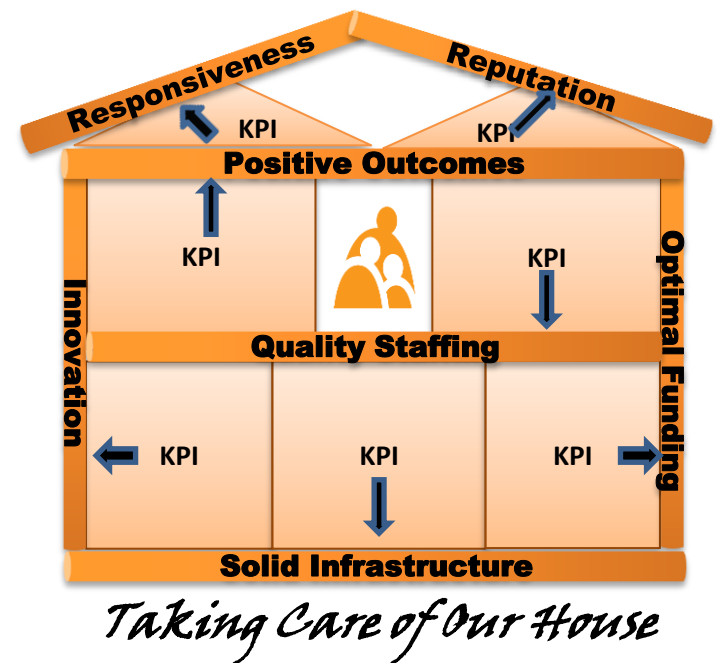 Responsiveness
Reputation
KPI
KPI
Positive Outcomes
KPI
KPI
Innovation
Optimal Funding
Quality Staffing
KPI
KPI
KPI
Solid Infrastructure
Taking Care of Our House